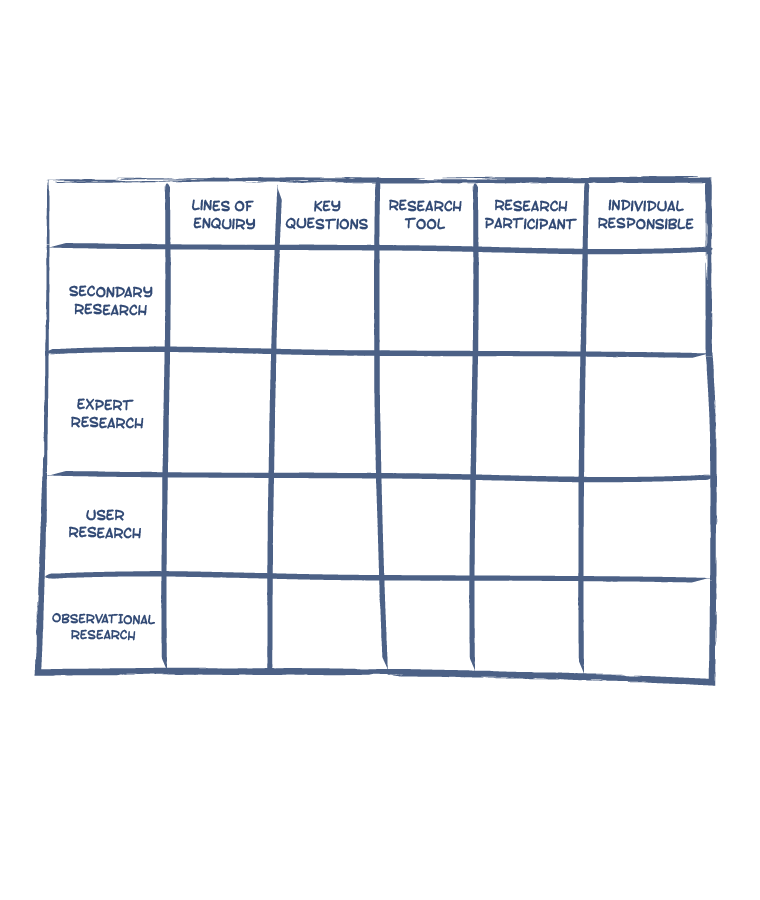 LINES OF
ENQUIRY
KEY
QUESTIONS
RESEARCH
TOOL
RESEARCH
PARTICIPANT
INDIVIDUAL
RESPONSIBLE
SECONDARY
RESEARCH
EXPERT
RESEARCH
USER
RESEARCH
OBSERVATIONAL
RESEARCH